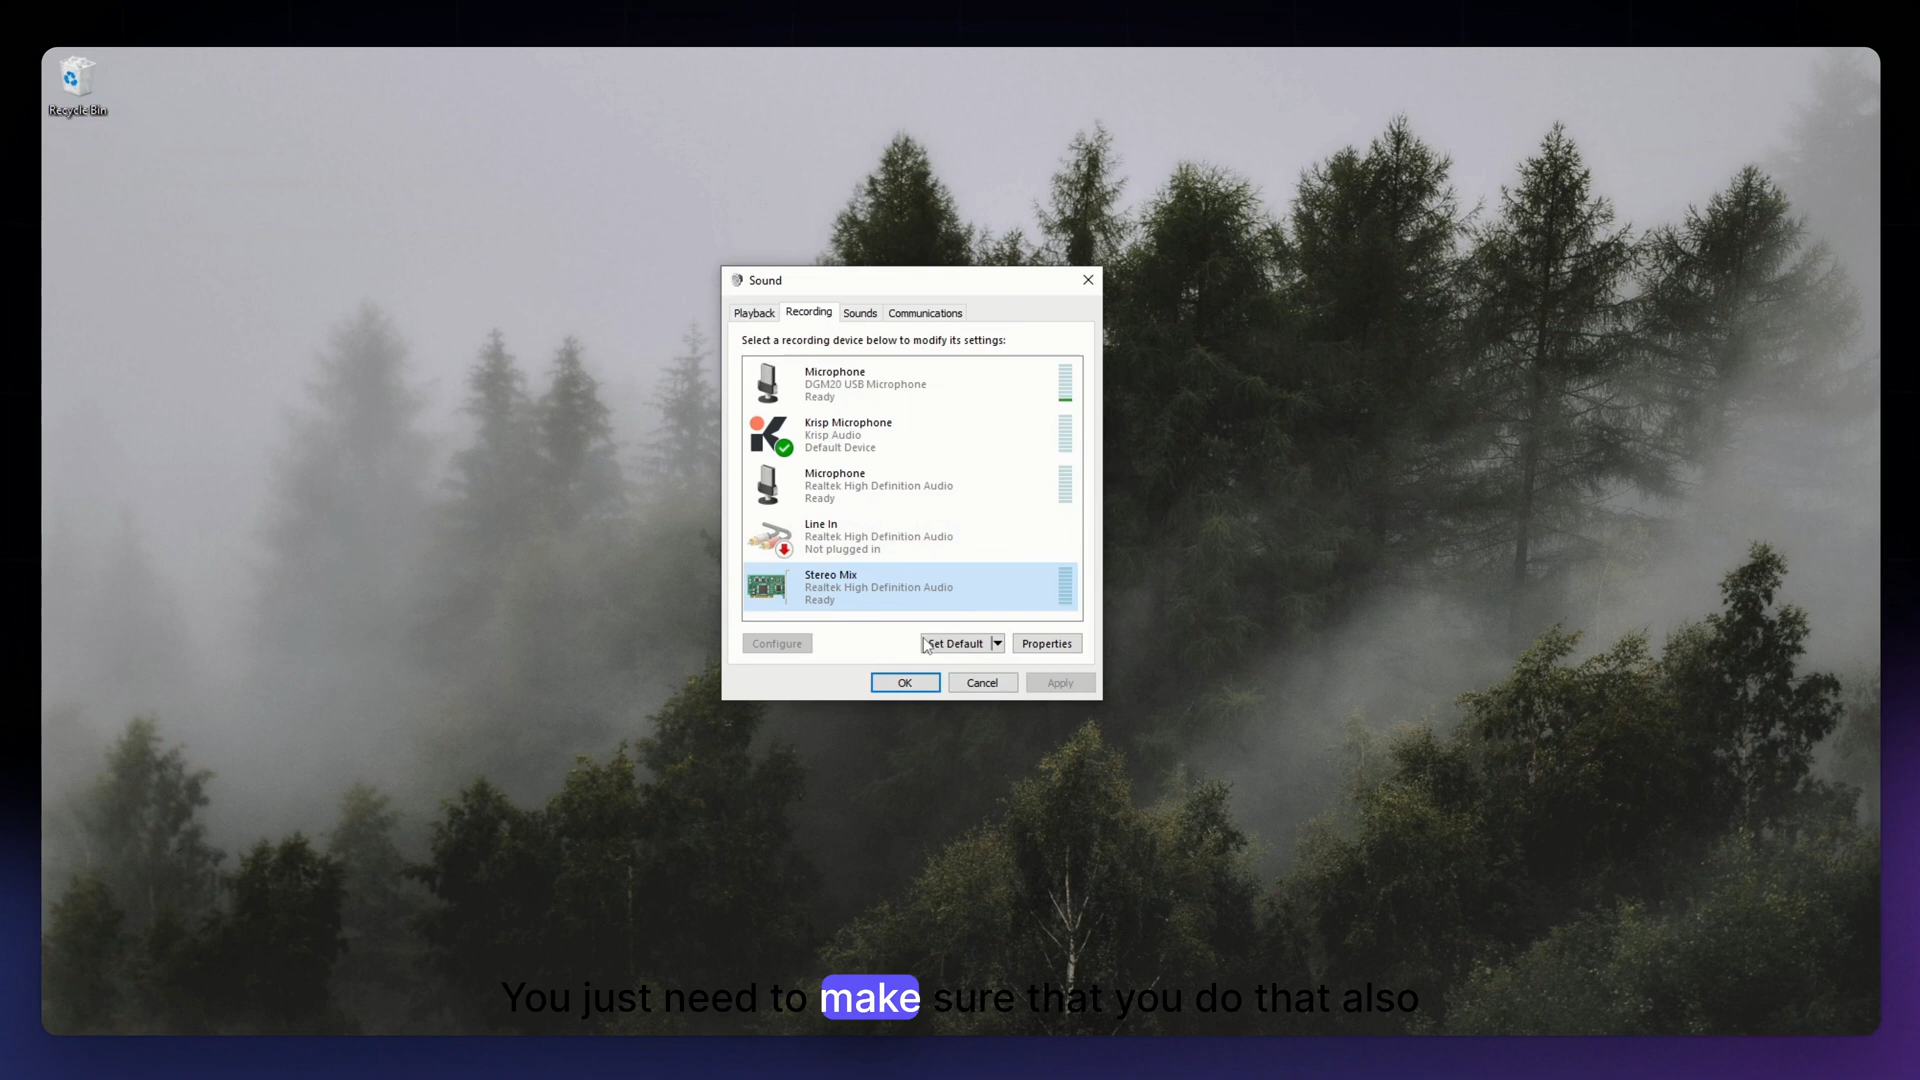 Recycle Bin
Sound
Playback
Recording
Sounds
Communications
Select a recording device below to modify its settings:
Microphone
DGM20 USB Microphone
Ready
Krisp Microphone
Krisp Audio
Default Device
Microphone
Realtek High Definition Audio
Ready
Line In
Realtek High Definition Audio
Not plugged in
Stereo Mix
Realtek High Definition Audio
Ready
Configure
Set Default
Properties
OK
Cancel
Apply
You just need to make sure that you do that also